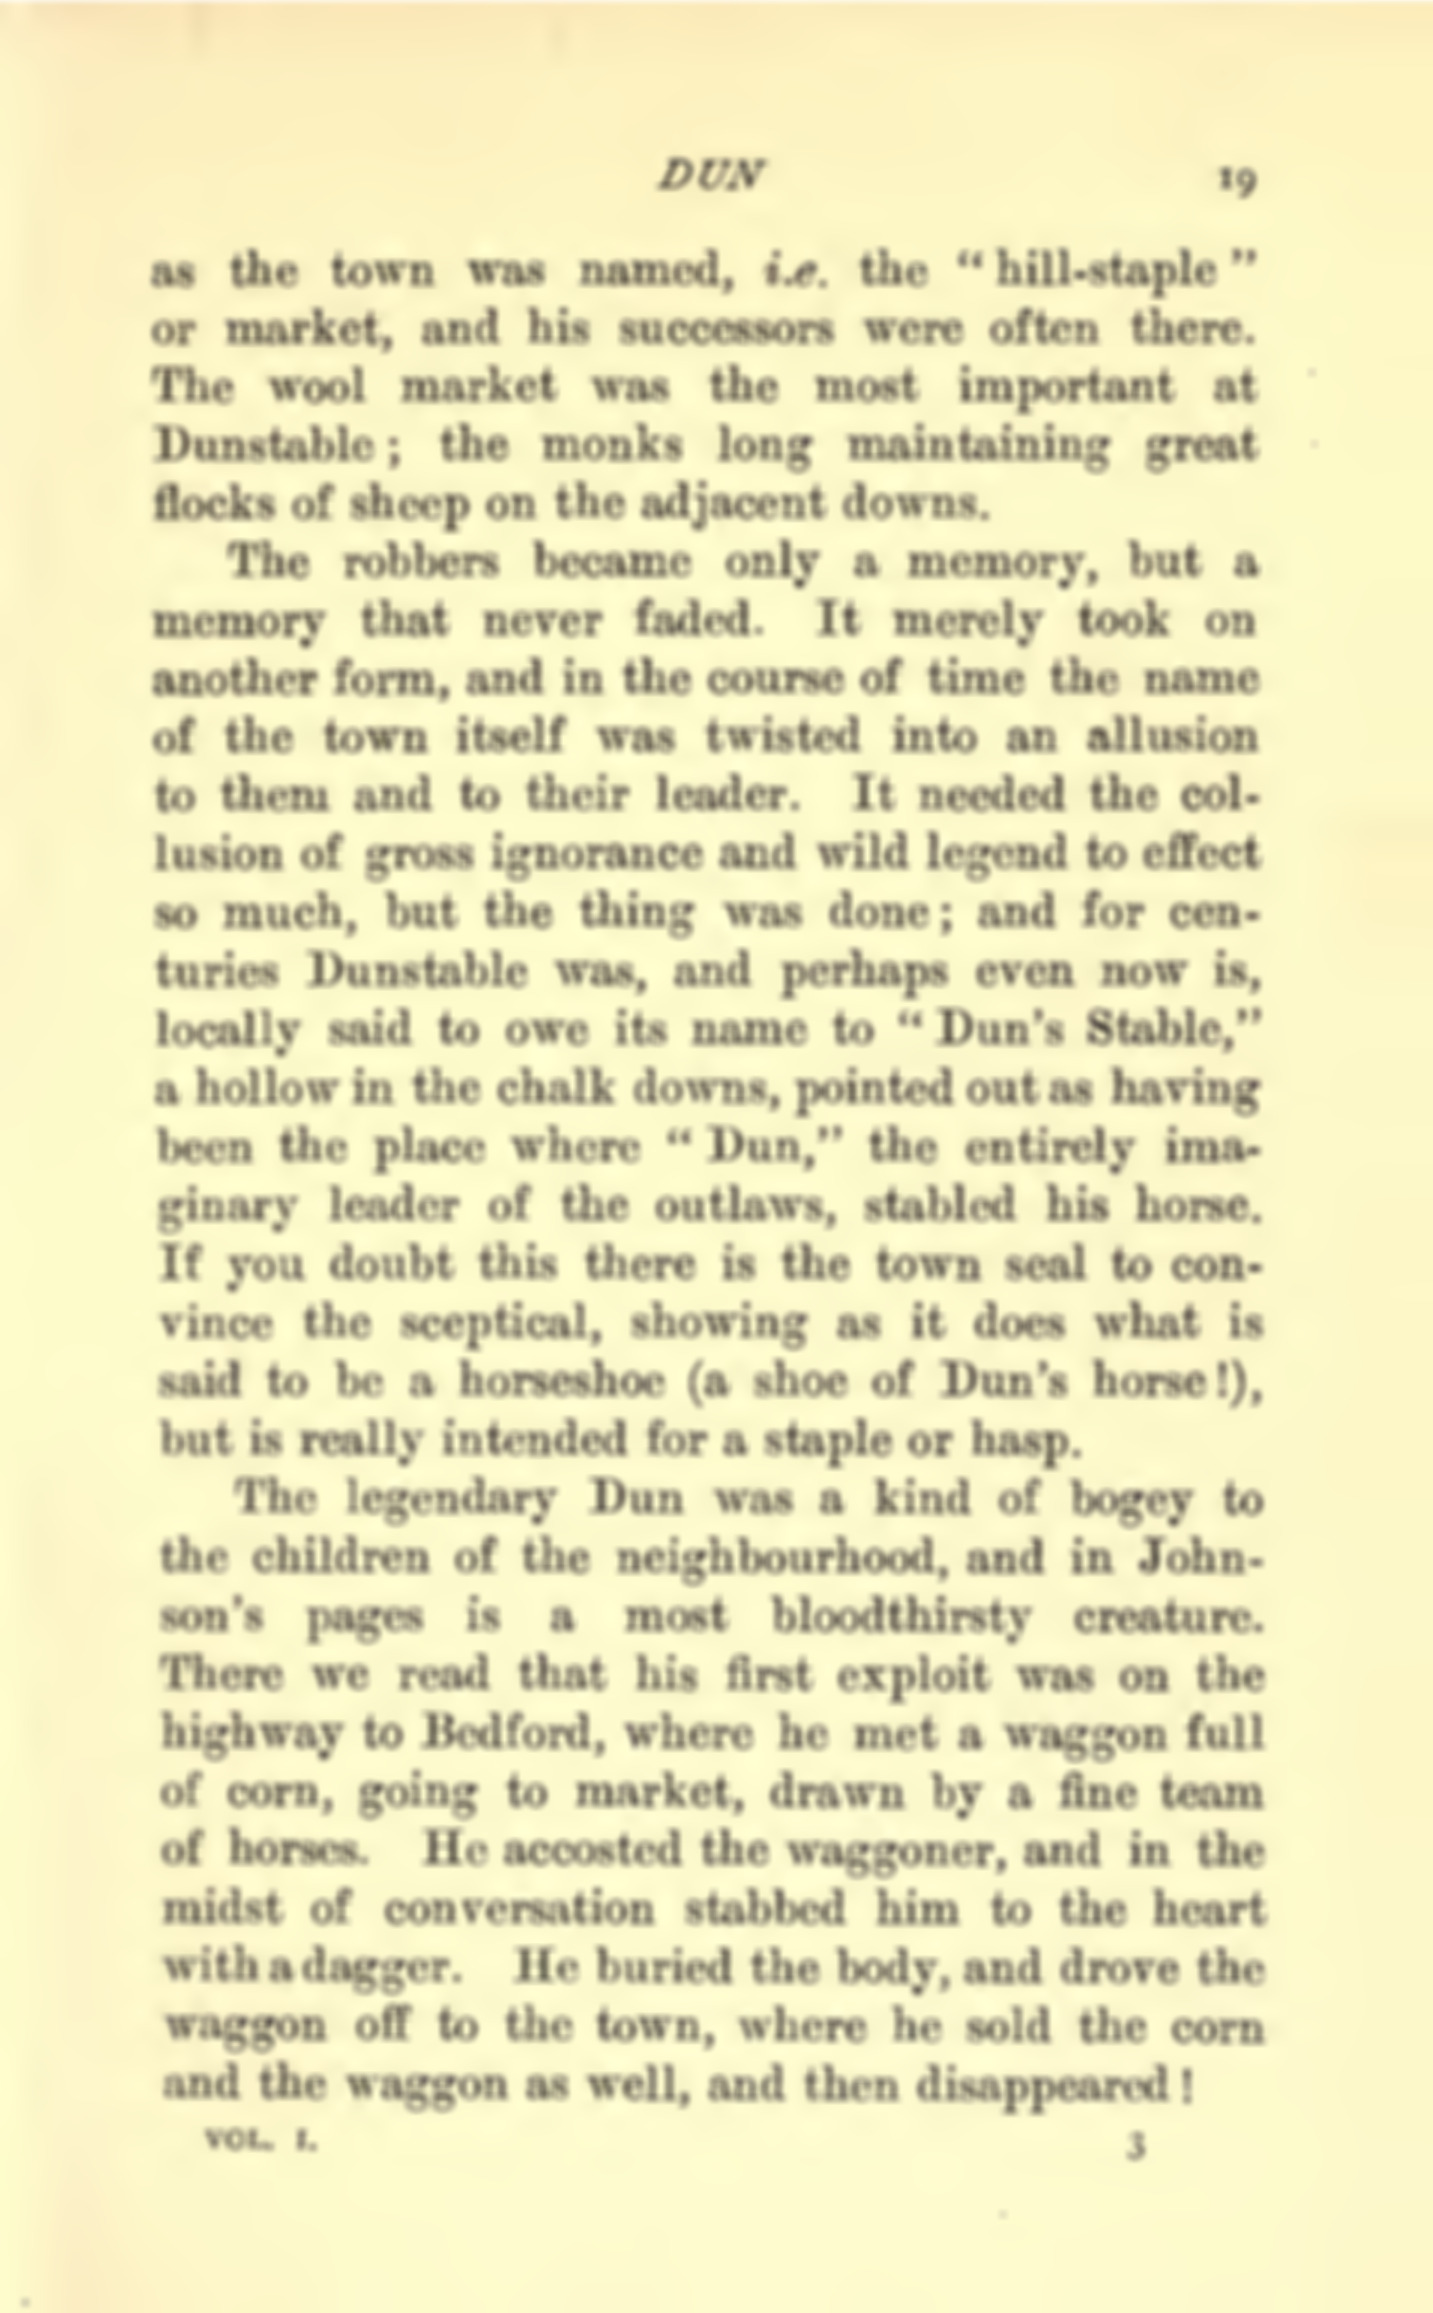 DUN 19
as the town was named, i.e. the “hill-staple”
or market, and his successors were often there.
The wool market was the most important at
Dunstable; the monks long maintaining great
flocks of sheep on the adjacent downs.
The robbers became only a memory, but a
memory that never faded. It merely took on
another form, and in the course of time the name
of the town itself was twisted into an allusion
to them and to their leader. It needed the col-
lusion of gross ignorance and wild legend to effect
so much, but the thing was done; and for cen-
turies Dunstable was, and perhaps even now is,
locally said to owe its name to “Dun's Stable,”
a hollow in the chalk downs, pointed out as having
been the place where “Dun,” the entirely ima-
ginary leader of the outlaws, stabled his horse.
If you doubt this there is the town seal to con-
vince the sceptical, showing as it does what is
said to be a horseshoe (a shoe of Dun's horse!),
but is really intended for a staple or hasp.
The legendary Dun was a kind of bogey to
the children of the neighbourhood, and in John-
son's pages is a most bloodthirsty creature.
There we read that his first exploit was on the
highway to Bedford, where he met a waggon full
of corn, going to market, drawn by a fine team
of horses. He accosted the waggoner, and in the
midst of conversation stabbed him to the heart
with a dagger. He buried the body, and drove the
waggon off to the town, where he sold the corn
and the waggon as well, and then disappeared!
VOL. I. 3